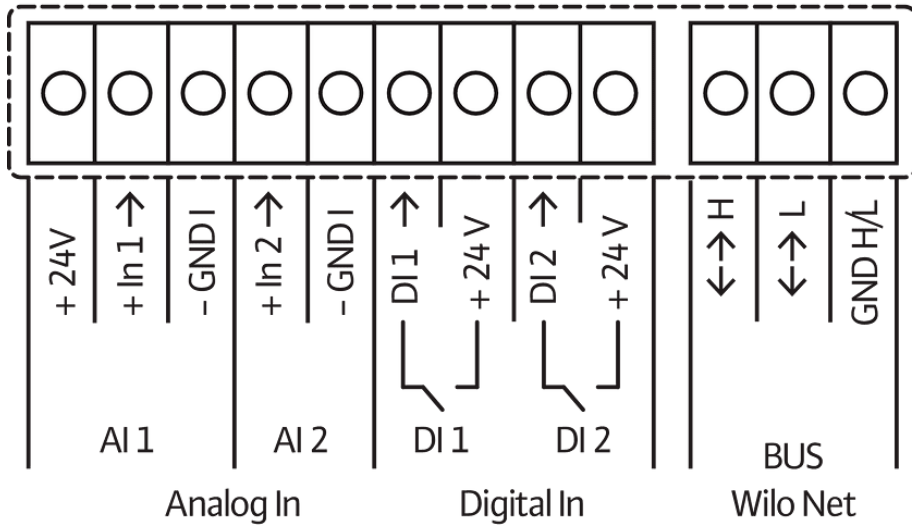 + 24V
+ In 1 →
– GND I
+ In 2 →
– GND I
DI 1 →
+ 24 V
DI 2 →
+ 24 V
↔ H
↔ L
GND H/L
AI 1
AI 2
DI 1
DI 2
BUS
Analog In
Digital In
Wilo Net